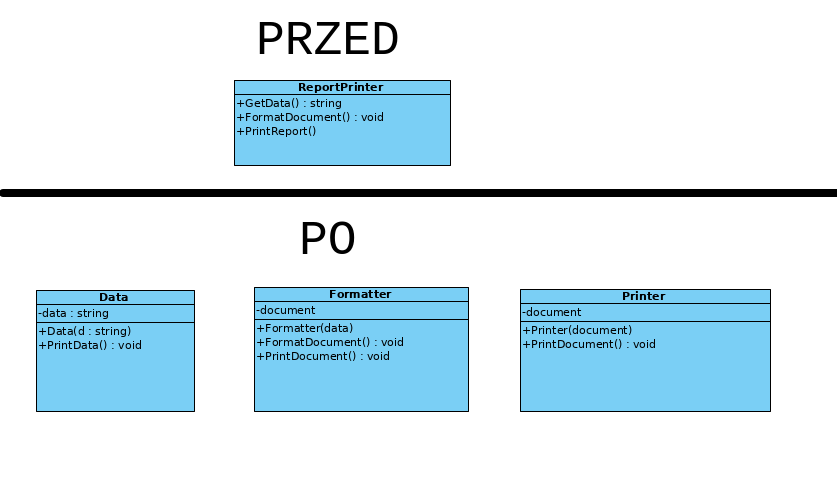 PRZED
ReportPrinter
+GetData() : string
+FormatDocument() : void
+PrintReport()
PO
Data
-data : string
+Data(d : string)
+PrintData() : void
Formatter
-document
+Formatter(data)
+FormatDocument() : void
+PrintDocument() : void
Printer
-document
+Printer(document)
+PrintDocument() : void